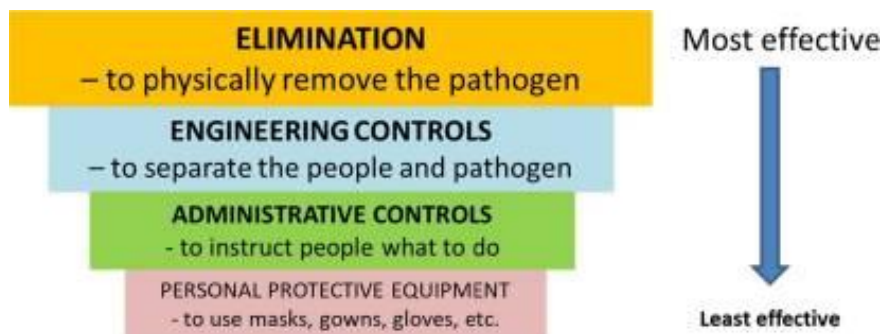 ELIMINATION
– to physically remove the pathogen
Most effective
ENGINEERING CONTROLS
– to separate the people and pathogen
ADMINISTRATIVE CONTROLS
- to instruct people what to do
PERSONAL PROTECTIVE EQUIPMENT
- to use masks, gowns, gloves, etc.
Least effective